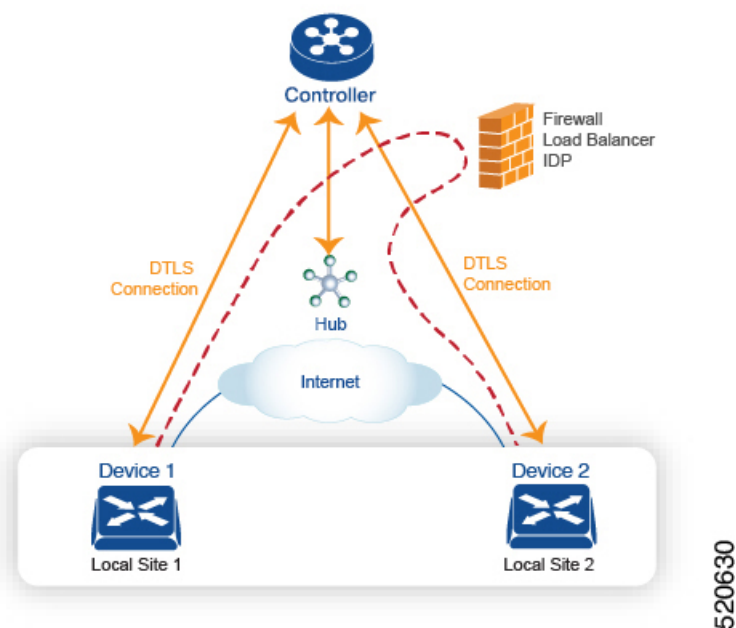 Controller
Firewall
Load Balancer
IDP
DTLS
Connection
DTLS
Connection
Hub
Internet
Device 1
Device 2
Local Site 1
Local Site 2
520630